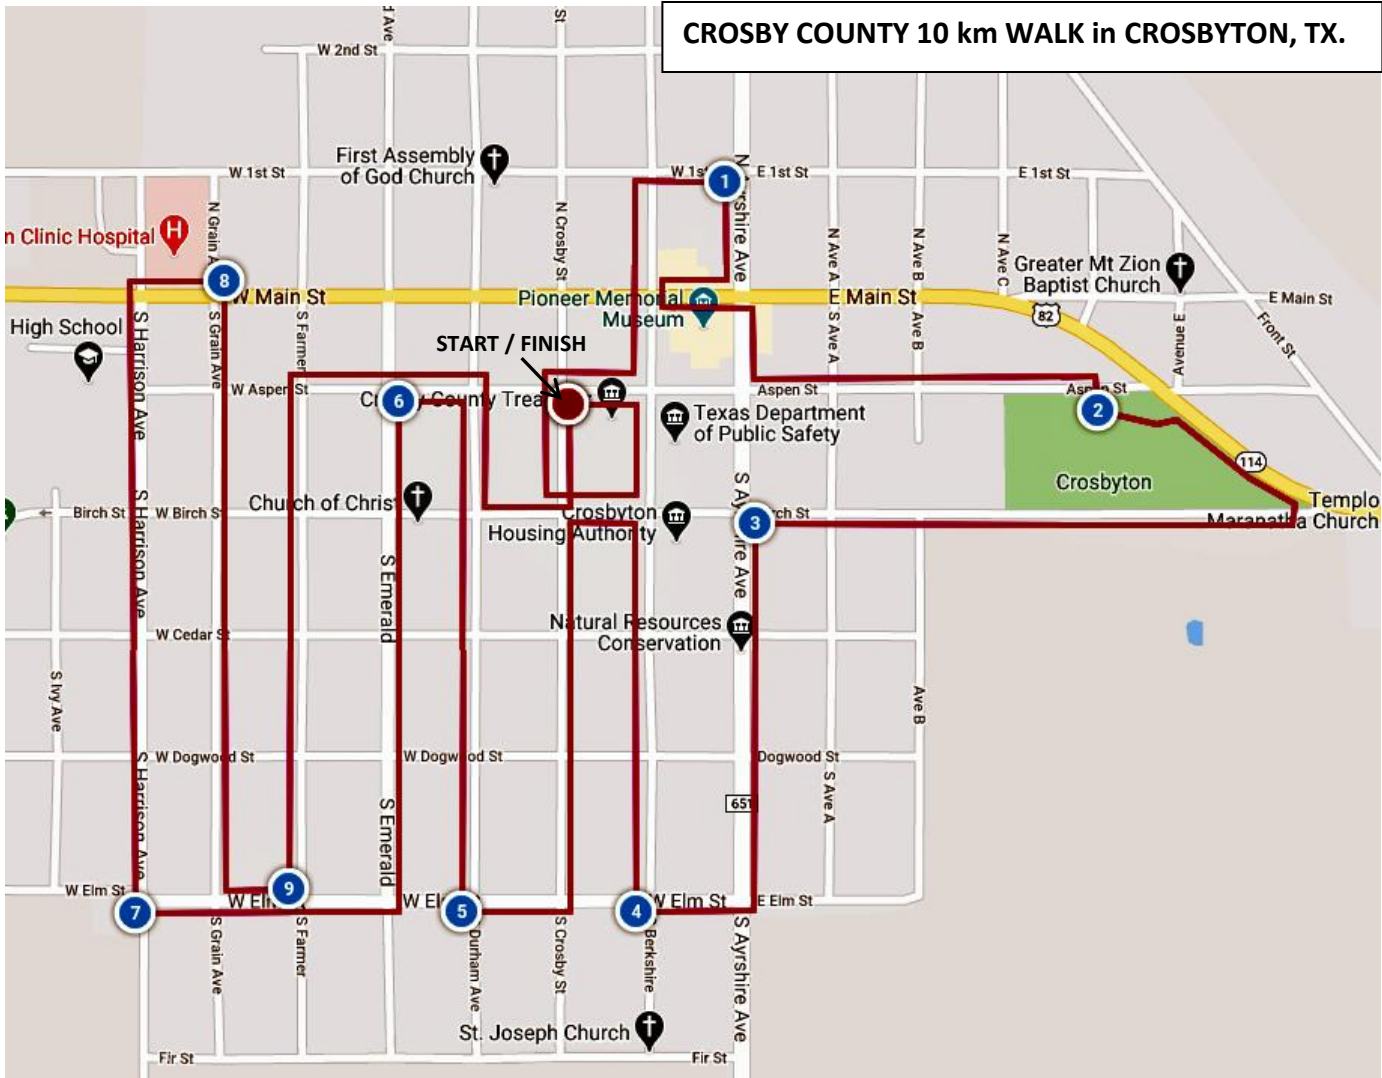 CROSBY COUNTY 10 km WALK in CROSBYTON, TX.
St
d Ave
W 2nd St
First Assembly
of God Church
W 1st St
W 1st
1
E 1st St
E 1st St
N Grain
N Crosby St
N Ave A
N Ave B
N Ave C
n Clinic Hospital
H
8
W Main St
Pioneer Memorial
Museum
E Main St
Greater Mt Zion
Baptist Church
82
E Main St
Front St
Avenue E
High School
S Harrison Ave
S Grain Ave
S Farmer
S Ave A
Ave B
START / FINISH
W Aspen St
6
County Trea
Texas Department
of Public Safety
Aspen St
St
2
Crosbyton
114
Templo
Maranatha Church
Birch St
W Birch St
Church of Christ
Crosbyton
Housing Authority
3
rch St
S Harrison Ave
S Emerald
W Cedar St
Natural Resources
Conservation
S Ivy Ave
Ave B
W Dogwood St
W Dogwood St
Dogwood St
651
S Ave A
S Harrison Ave
S Emerald
W Elm St
7
9
5
4
W Elm St
E Elm St
S Grain Ave
S Farmer
Durham Ave
S Crosby St
Berkshire
S Ayrshire Ave
St. Joseph Church
Fir St
Fir St